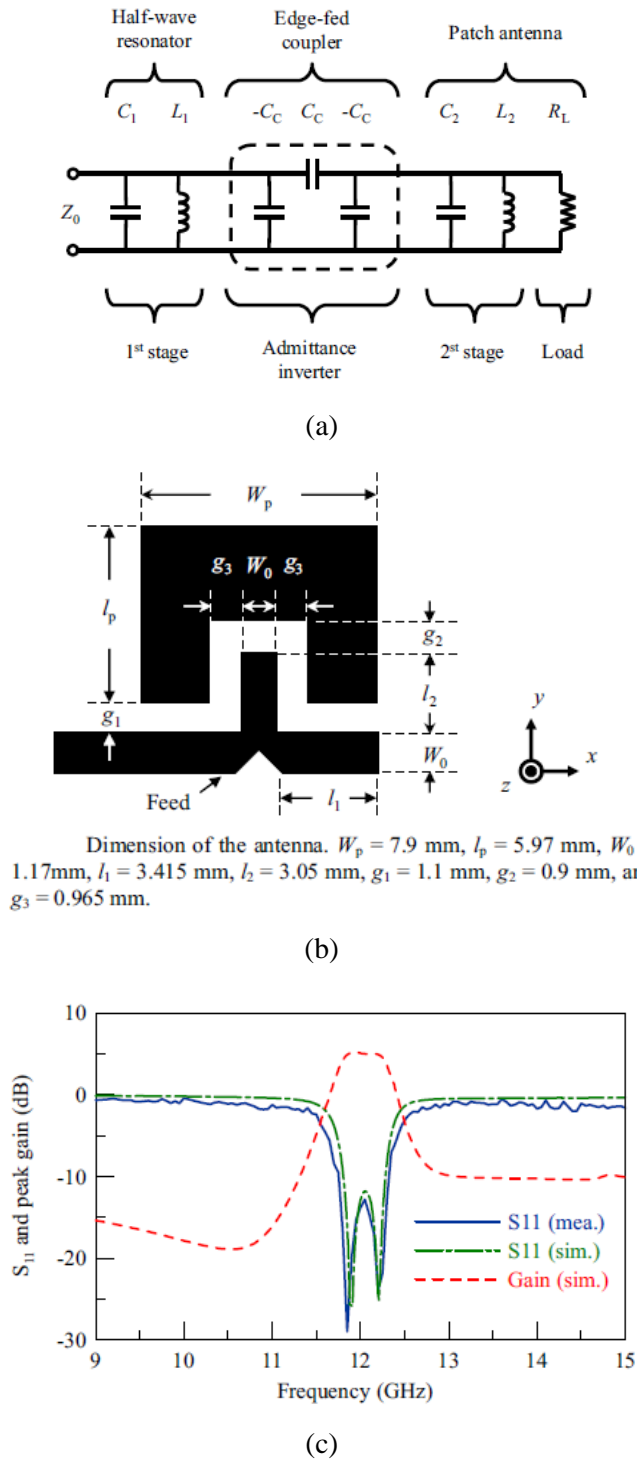 Half-wave resonator
Edge-fed coupler
Patch antenna
C1 L1 -CC CC -CC C2 L2 RL
Z0
1st stage
Admittance inverter
2st stage
Load
(a)
Wp
g3 W0 g3
lp
g2
l2
g1
W0
y
x
z
Feed
l1
Dimension of the antenna. Wp = 7.9 mm, lp = 5.97 mm, W0
1.17mm, l1 = 3.415 mm, l2 = 3.05 mm, g1 = 1.1 mm, g2 = 0.9 mm, a
g3 = 0.965 mm.
(b)
S11 and peak gain (dB)
10
0
-10
-20
-30
S11 (mea.)
S11 (sim.)
Gain (sim.)
9 10 11 12 13 14 15
Frequency (GHz)
(c)